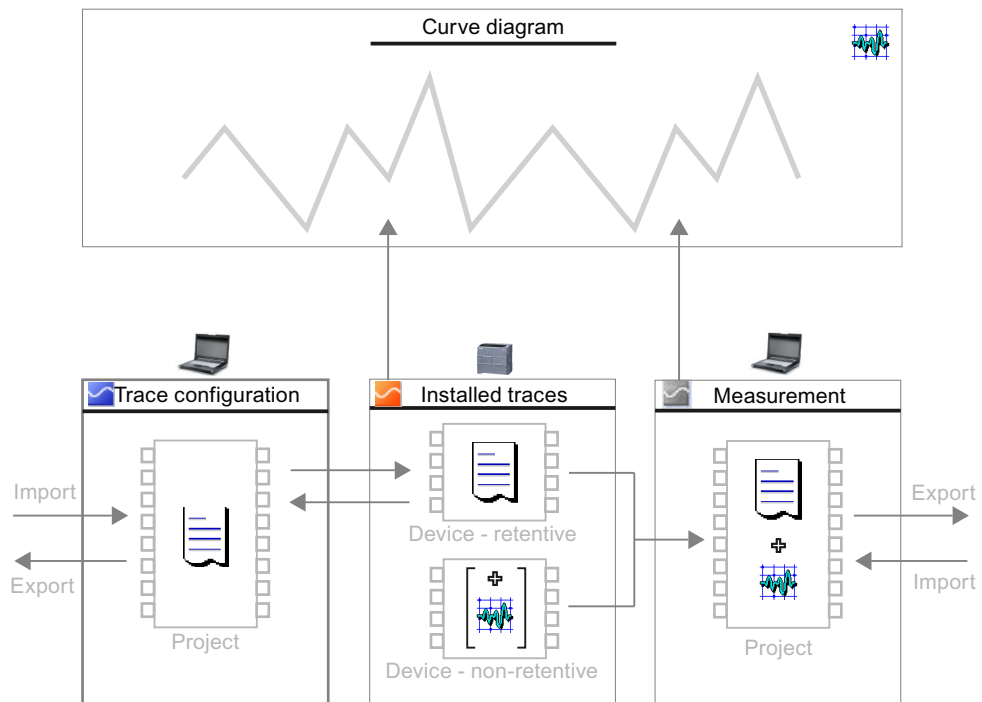 Curve diagram
Trace configuration
Installed traces
Measurement
Import
Export
Project
Device - retentive
Device - non-retentive
Export
Import
Project